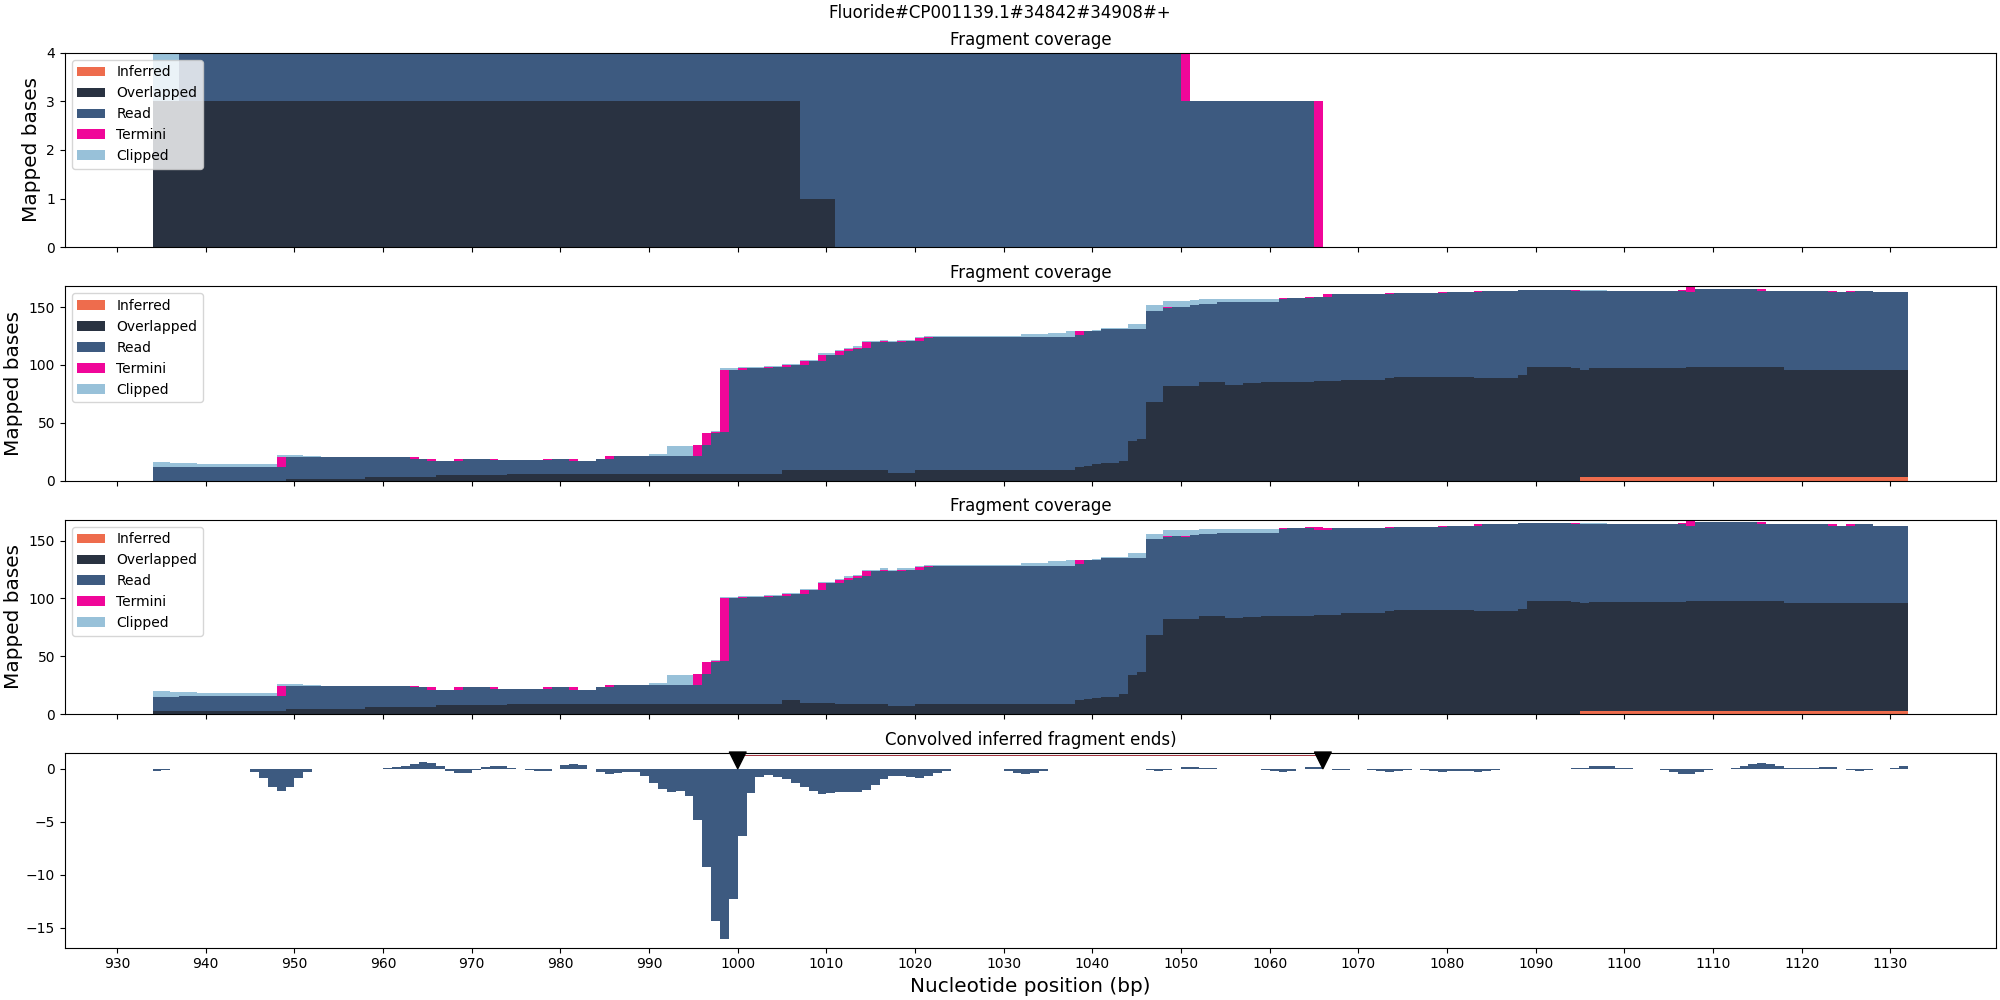 Fluoride#CP001139.1#34842#34908#+
Fragment coverage
Mapped bases
4
3
2
1
0
Inferred
Overlapped
Read
Termini
Clipped
Fragment coverage
Mapped bases
150
100
50
0
Inferred
Overlapped
Read
Termini
Clipped
Fragment coverage
Mapped bases
150
100
50
0
Inferred
Overlapped
Read
Termini
Clipped
Convolved inferred fragment ends)
0
−5
−10
−15
930 940 950 960 970 980 990 1000 1010 1020 1030 1040 1050 1060 1070 1080 1090 1100 1110 1120 1130
Nucleotide position (bp)